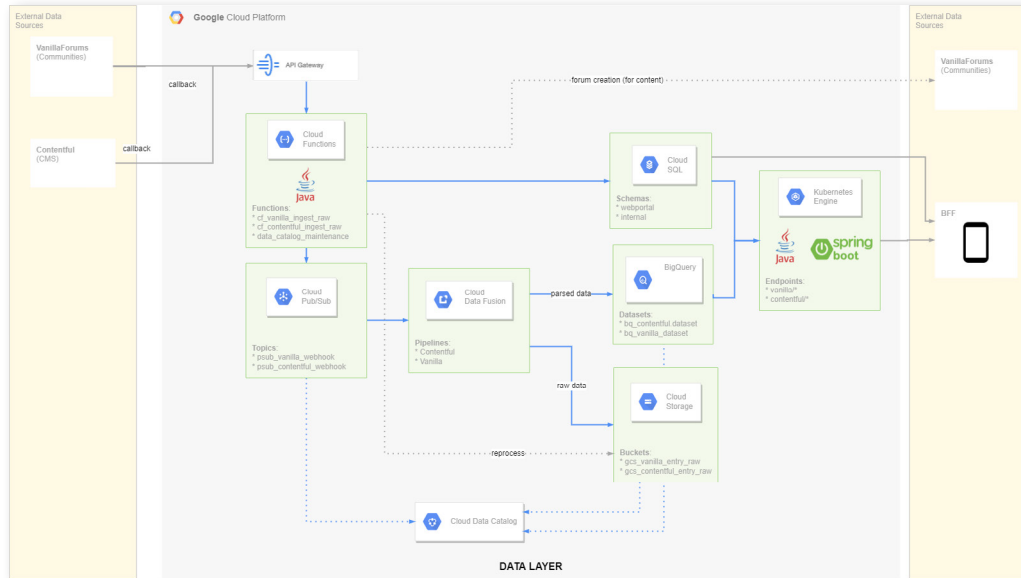 External Data
Sources
VanillaForums
(Communities)
callback
Contentful
(CMS)
callback
Google Cloud Platform
API Gateway
forum creation (for content)
Cloud
Functions
Java
Functions:
* cf_vanilla_ingest_raw
* cf_contentful_ingest_raw
* data_catalog_maintenance
Cloud
Pub/Sub
Topics:
* psub_vanilla_webhook
* psub_contentful_webhook
Cloud
Data Fusion
Pipelines:
* Contentful
* Vanilla
parsed data
raw data
reprocess
Cloud
SQL
Schemas:
* webportal
* internal
BigQuery
Datasets:
* bq_contentful.dataset
* bq_vanilla_dataset
Cloud
Storage
Buckets:
* gcs_vanilla_entry_raw
* gcs_contentful_entry_raw
Cloud Data Catalog
Kubernetes
Engine
Java
spring
boot
Endpoints:
* vanilla/*
* contentful/*
DATA LAYER
External Data
Sources
VanillaForums
(Communities)
BFF